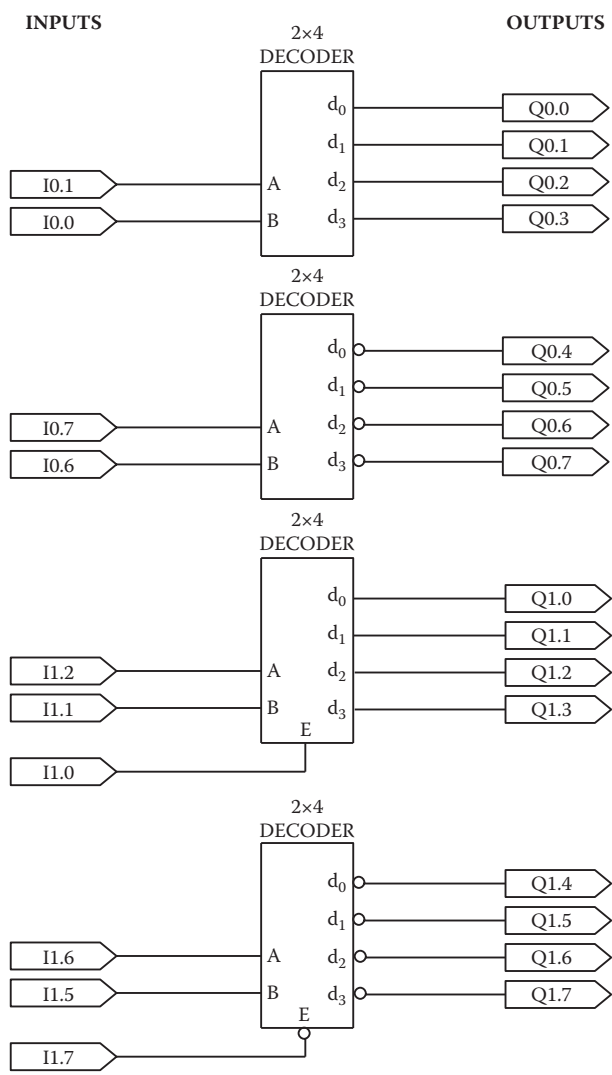 INPUTS
OUTPUTS
2×4
DECODER
d0
Q0.0
d1
Q0.1
I0.1
A
d2
Q0.2
I0.0
B
d3
Q0.3
2×4
DECODER
d0
Q0.4
d1
Q0.5
I0.7
A
d2
Q0.6
I0.6
B
d3
Q0.7
2×4
DECODER
d0
Q1.0
d1
Q1.1
I1.2
A
d2
Q1.2
I1.1
B
d3
Q1.3
E
I1.0
2×4
DECODER
d0
Q1.4
d1
Q1.5
I1.6
A
d2
Q1.6
I1.5
B
d3
Q1.7
E
I1.7